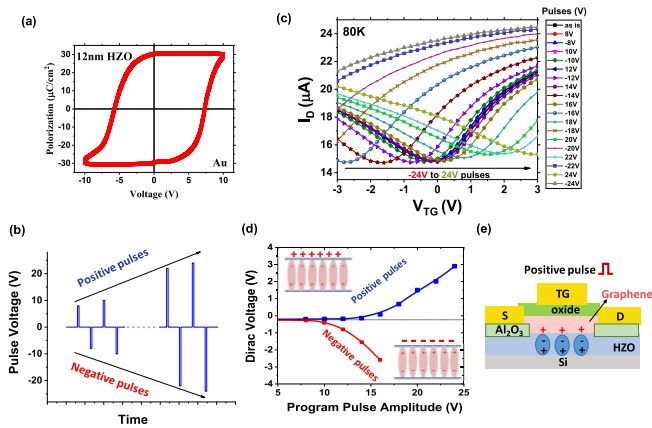 (a)
12nm HZO
Au
Polorization (μC/cm²)
30
20
10
0
-10
-20
-30
-10
-5
0
5
10
Voltage (V)
(b)
Pulse Voltage (V)
20
10
0
-10
-20
Positive pulses
Negative pulses
Time
(c)
80K
I_D (μA)
24
22
20
18
16
14
-3
-2
-1
0
1
2
3
-24V to 24V pulses
V_TG (V)
Pulses (V)
as is
8V
-8V
10V
-10V
12V
-12V
14V
-14V
16V
-16V
18V
-18V
20V
-20V
22V
-22V
24V
-24V
(d)
Dirac Voltage (V)
4
3
2
1
0
-1
-2
-3
-4
-5
5
10
15
20
25
Positive pulses
Negative pulses
Program Pulse Amplitude (V)
(e)
Positive pulse
Graphene
TG
S
oxide
D
Al₂O₃
+ + +
HZO
- - -
+ + +
Si